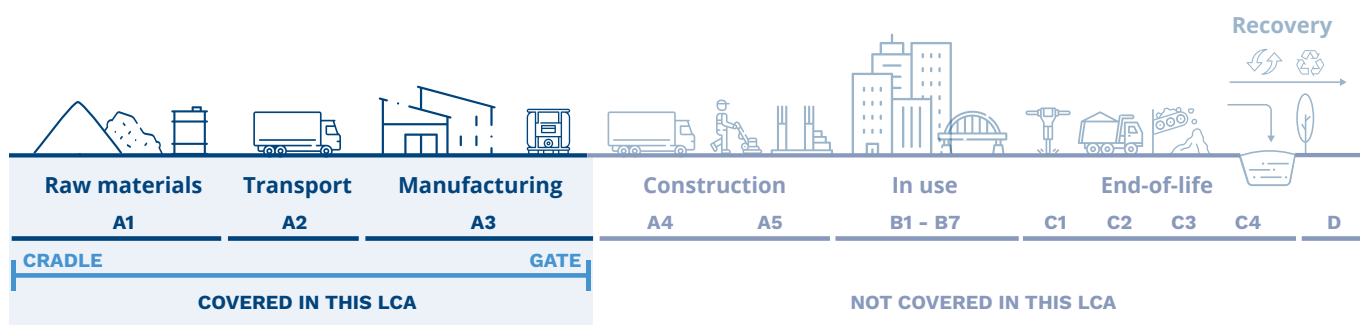 Recovery
Raw materials Transport Manufacturing Construction In use End-of-life
A1 A2 A3 A4 A5 B1 – B7 C1 C2 C3 C4 D
CRADLE GATE
COVERED IN THIS LCA NOT COVERED IN THIS LCA